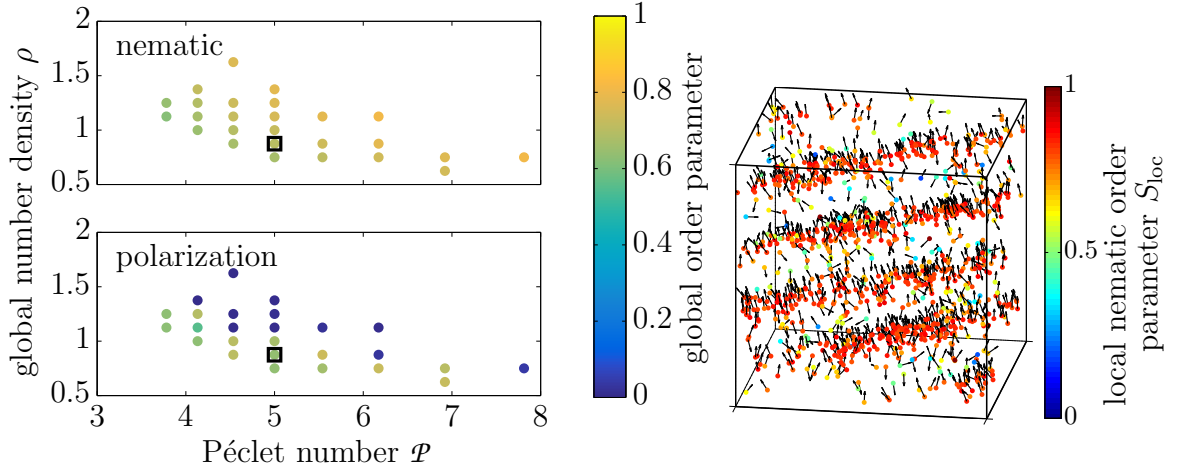 global number density ρ
2
nematic
1.5
1
0.5
2
polarization
1.5
1
0.5
3 4 5 6 7 8
Péclet number 𝒫
1
0.8
0.6
0.4
0.2
0
global order parameter
1
0.5
0
local nematic order
parameter S_loc